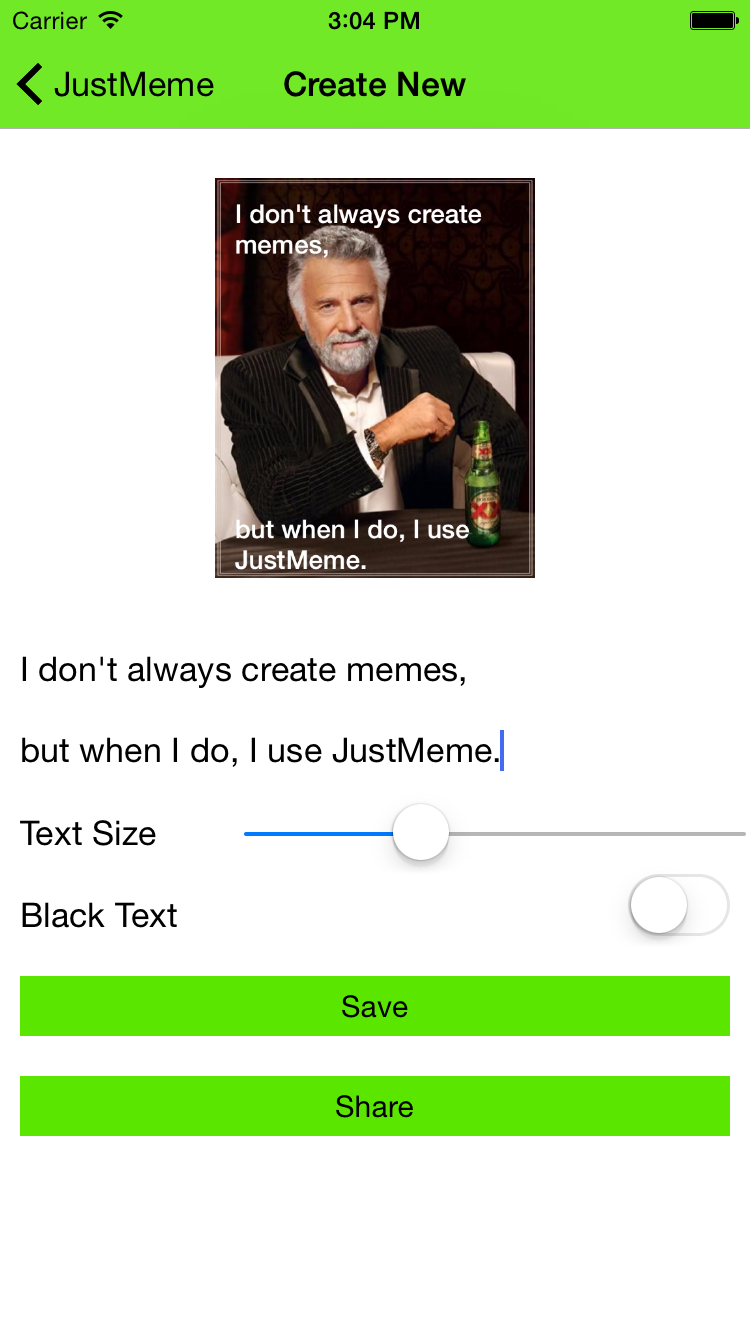 Carrier 3:04 PM
JustMeme Create New
I don't always create
memes,
XX
but when I do, I use
JustMeme.
I don't always create memes,
but when I do, I use JustMeme.
Text Size
Black Text
Save
Share